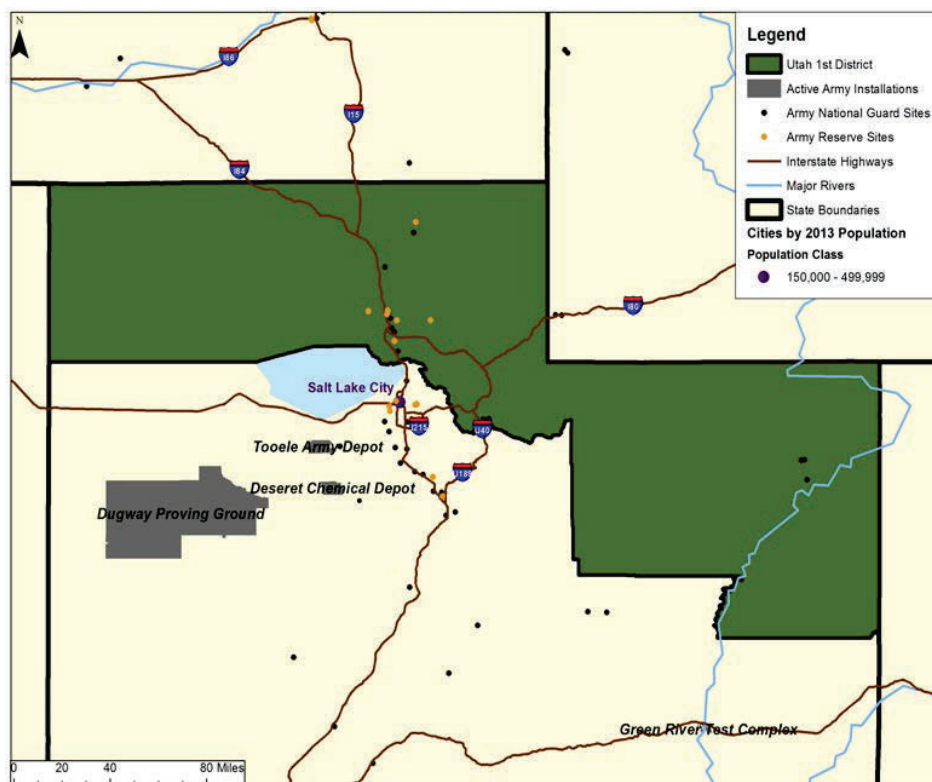 N
Legend
Utah 1st District
Active Army Installations
Army National Guard Sites
Army Reserve Sites
Interstate Highways
Major Rivers
State Boundaries
Cities by 2013 Population
Population Class
150,000 - 499,999
I86
I15
I84
I80
Salt Lake City
I215
U40
Tooele Army Depot
U189
Deseret Chemical Depot
Dugway Proving Ground
Green River Test Complex
0 20 40 80 Miles